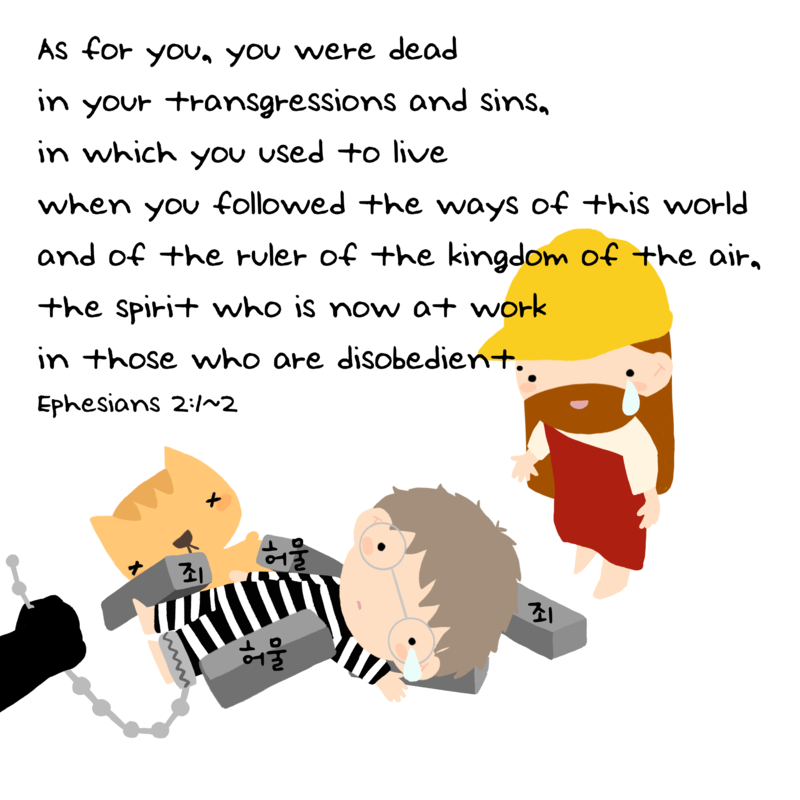 As for you, you were dead
in your transgressions and sins,
in which you used to live
when you followed the ways of this world
and of the ruler of the kingdom of the air,
the spirit who is now at work
in those who are disobedient.
Ephesians 2:1~2
허물
죄
죄
허물